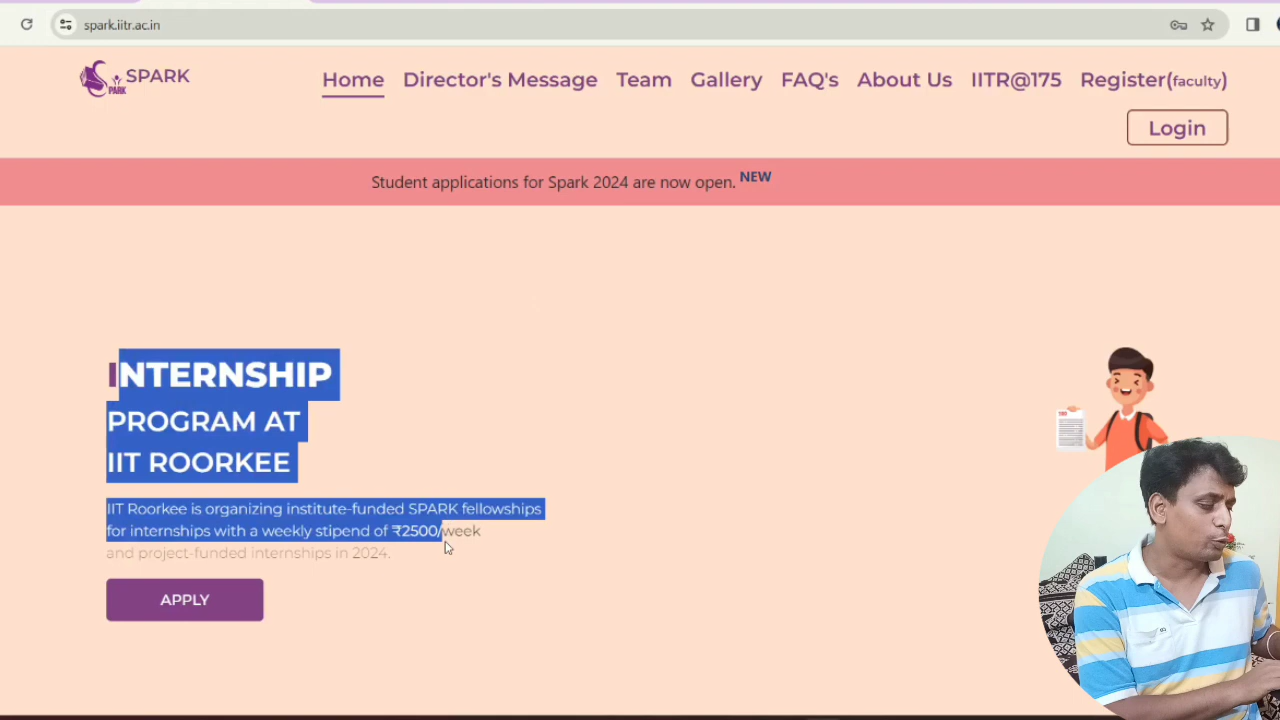 spark.iitr.ac.in
SPARK
PARK
Home Director's Message Team Gallery FAQ's About Us IITR@175 Register(faculty)
Login
Student applications for Spark 2024 are now open. NEW
INTERNSHIP
PROGRAM AT
IIT ROORKEE
IIT Roorkee is organizing institute-funded SPARK fellowships
for internships with a weekly stipend of ₹2500/week
and project-funded internships in 2024.
APPLY